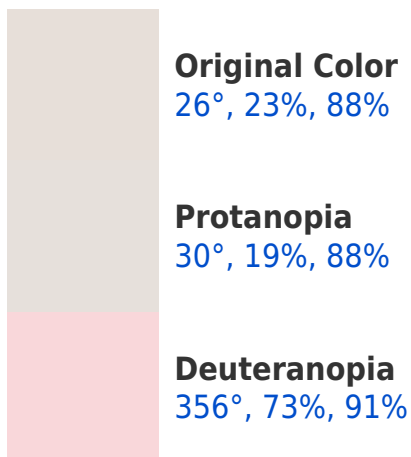 Original Color
26°, 23%, 88%
Protanopia
30°, 19%, 88%
Deuteranopia
356°, 73%, 91%